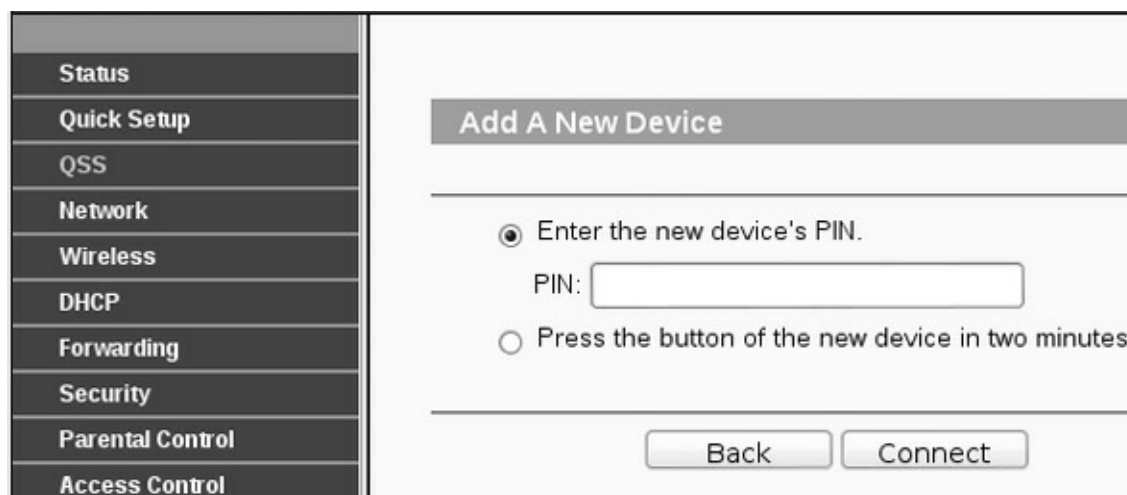 Status
Quick Setup
QSS
Network
Wireless
DHCP
Forwarding
Security
Parental Control
Access Control
Add A New Device
Enter the new device's PIN.
PIN:
Press the button of the new device in two minutes
Back
Connect